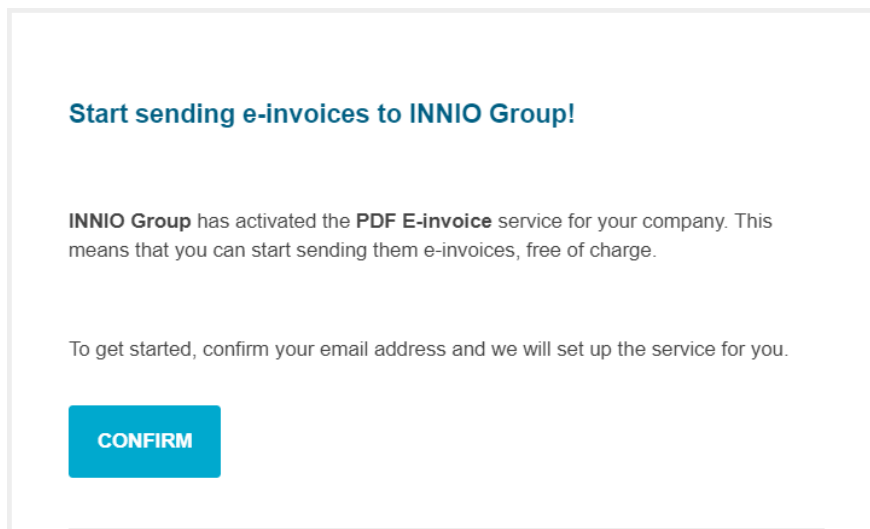 Start sending e-invoices to INNIO Group!
INNIO Group has activated the PDF E-invoice service for your company. This
means that you can start sending them e-invoices, free of charge.
To get started, confirm your email address and we will set up the service for you.
CONFIRM